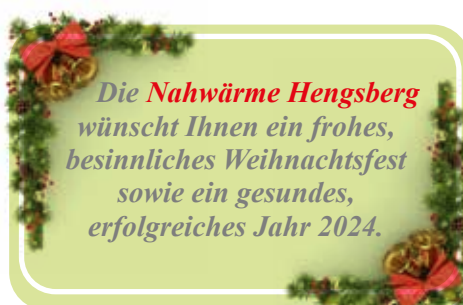 Die Nahwärme Hengsberg
wünscht Ihnen ein frohes,
besinnliches Weihnachtsfest
sowie ein gesundes,
erfolgreiches Jahr 2024.